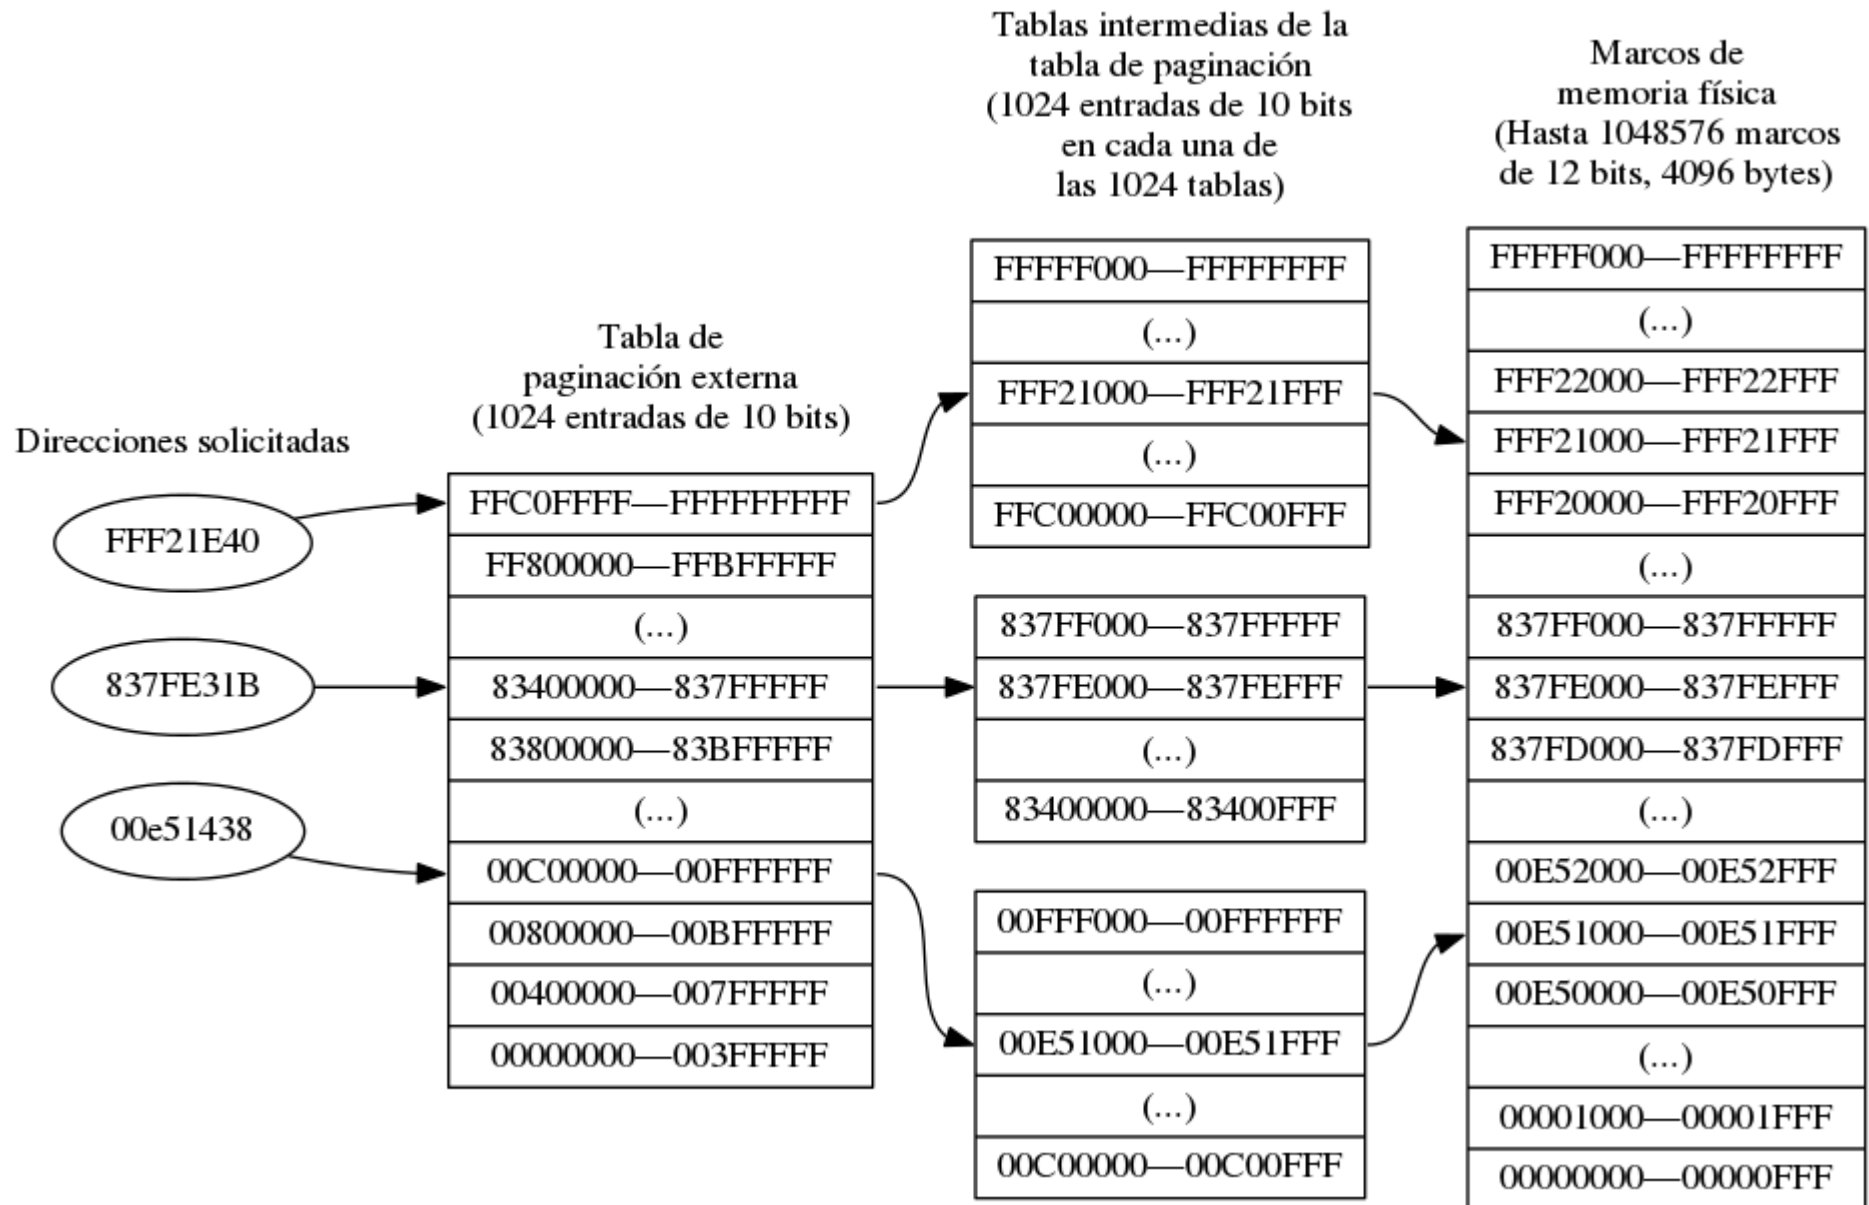 Direcciones solicitadas
FFF21E40
837FE31B
00e51438
Tabla de
paginación externa
(1024 entradas de 10 bits)
FFC0FFFF—FFFFFFFFF
FF800000—FFBFFFFF
(...)
83400000—837FFFFF
83800000—83BFFFFF
(...)
00C00000—00FFFFFF
00800000—00BFFFFF
00400000—007FFFFF
00000000—003FFFFF
Tablas intermedias de la
tabla de paginación
(1024 entradas de 10 bits
en cada una de
las 1024 tablas)
FFFFF000—FFFFFFFF
(...)
FFF21000—FFF21FFF
(...)
FFC00000—FFC00FFF
837FF000—837FFFFF
837FE000—837FEFFF
(...)
83400000—83400FFF
00FFF000—00FFFFFF
(...)
00E51000—00E51FFF
(...)
00C00000—00C00FFF
Marcos de
memoria física
(Hasta 1048576 marcos
de 12 bits, 4096 bytes)
FFFFF000—FFFFFFFF
(...)
FFF22000—FFF22FFF
FFF21000—FFF21FFF
FFF20000—FFF20FFF
(...)
837FF000—837FFFFF
837FE000—837FEFFF
837FD000—837FDFFF
(...)
00E52000—00E52FFF
00E51000—00E51FFF
00E50000—00E50FFF
(...)
00001000—00001FFF
00000000—00000FFF